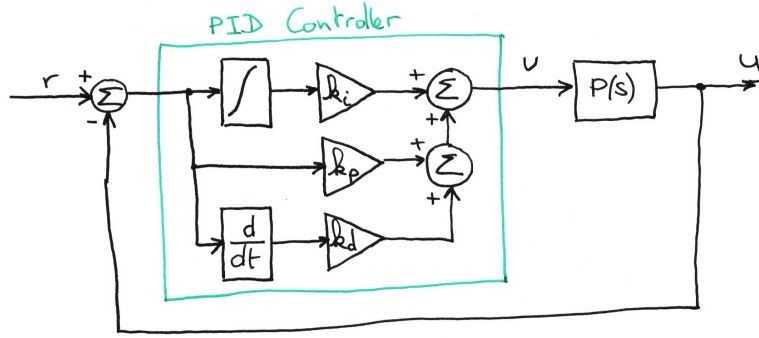 PID Controller
r + Σ -
∫ ki + Σ + υ P(s) y
kp + Σ +
d/dt kd